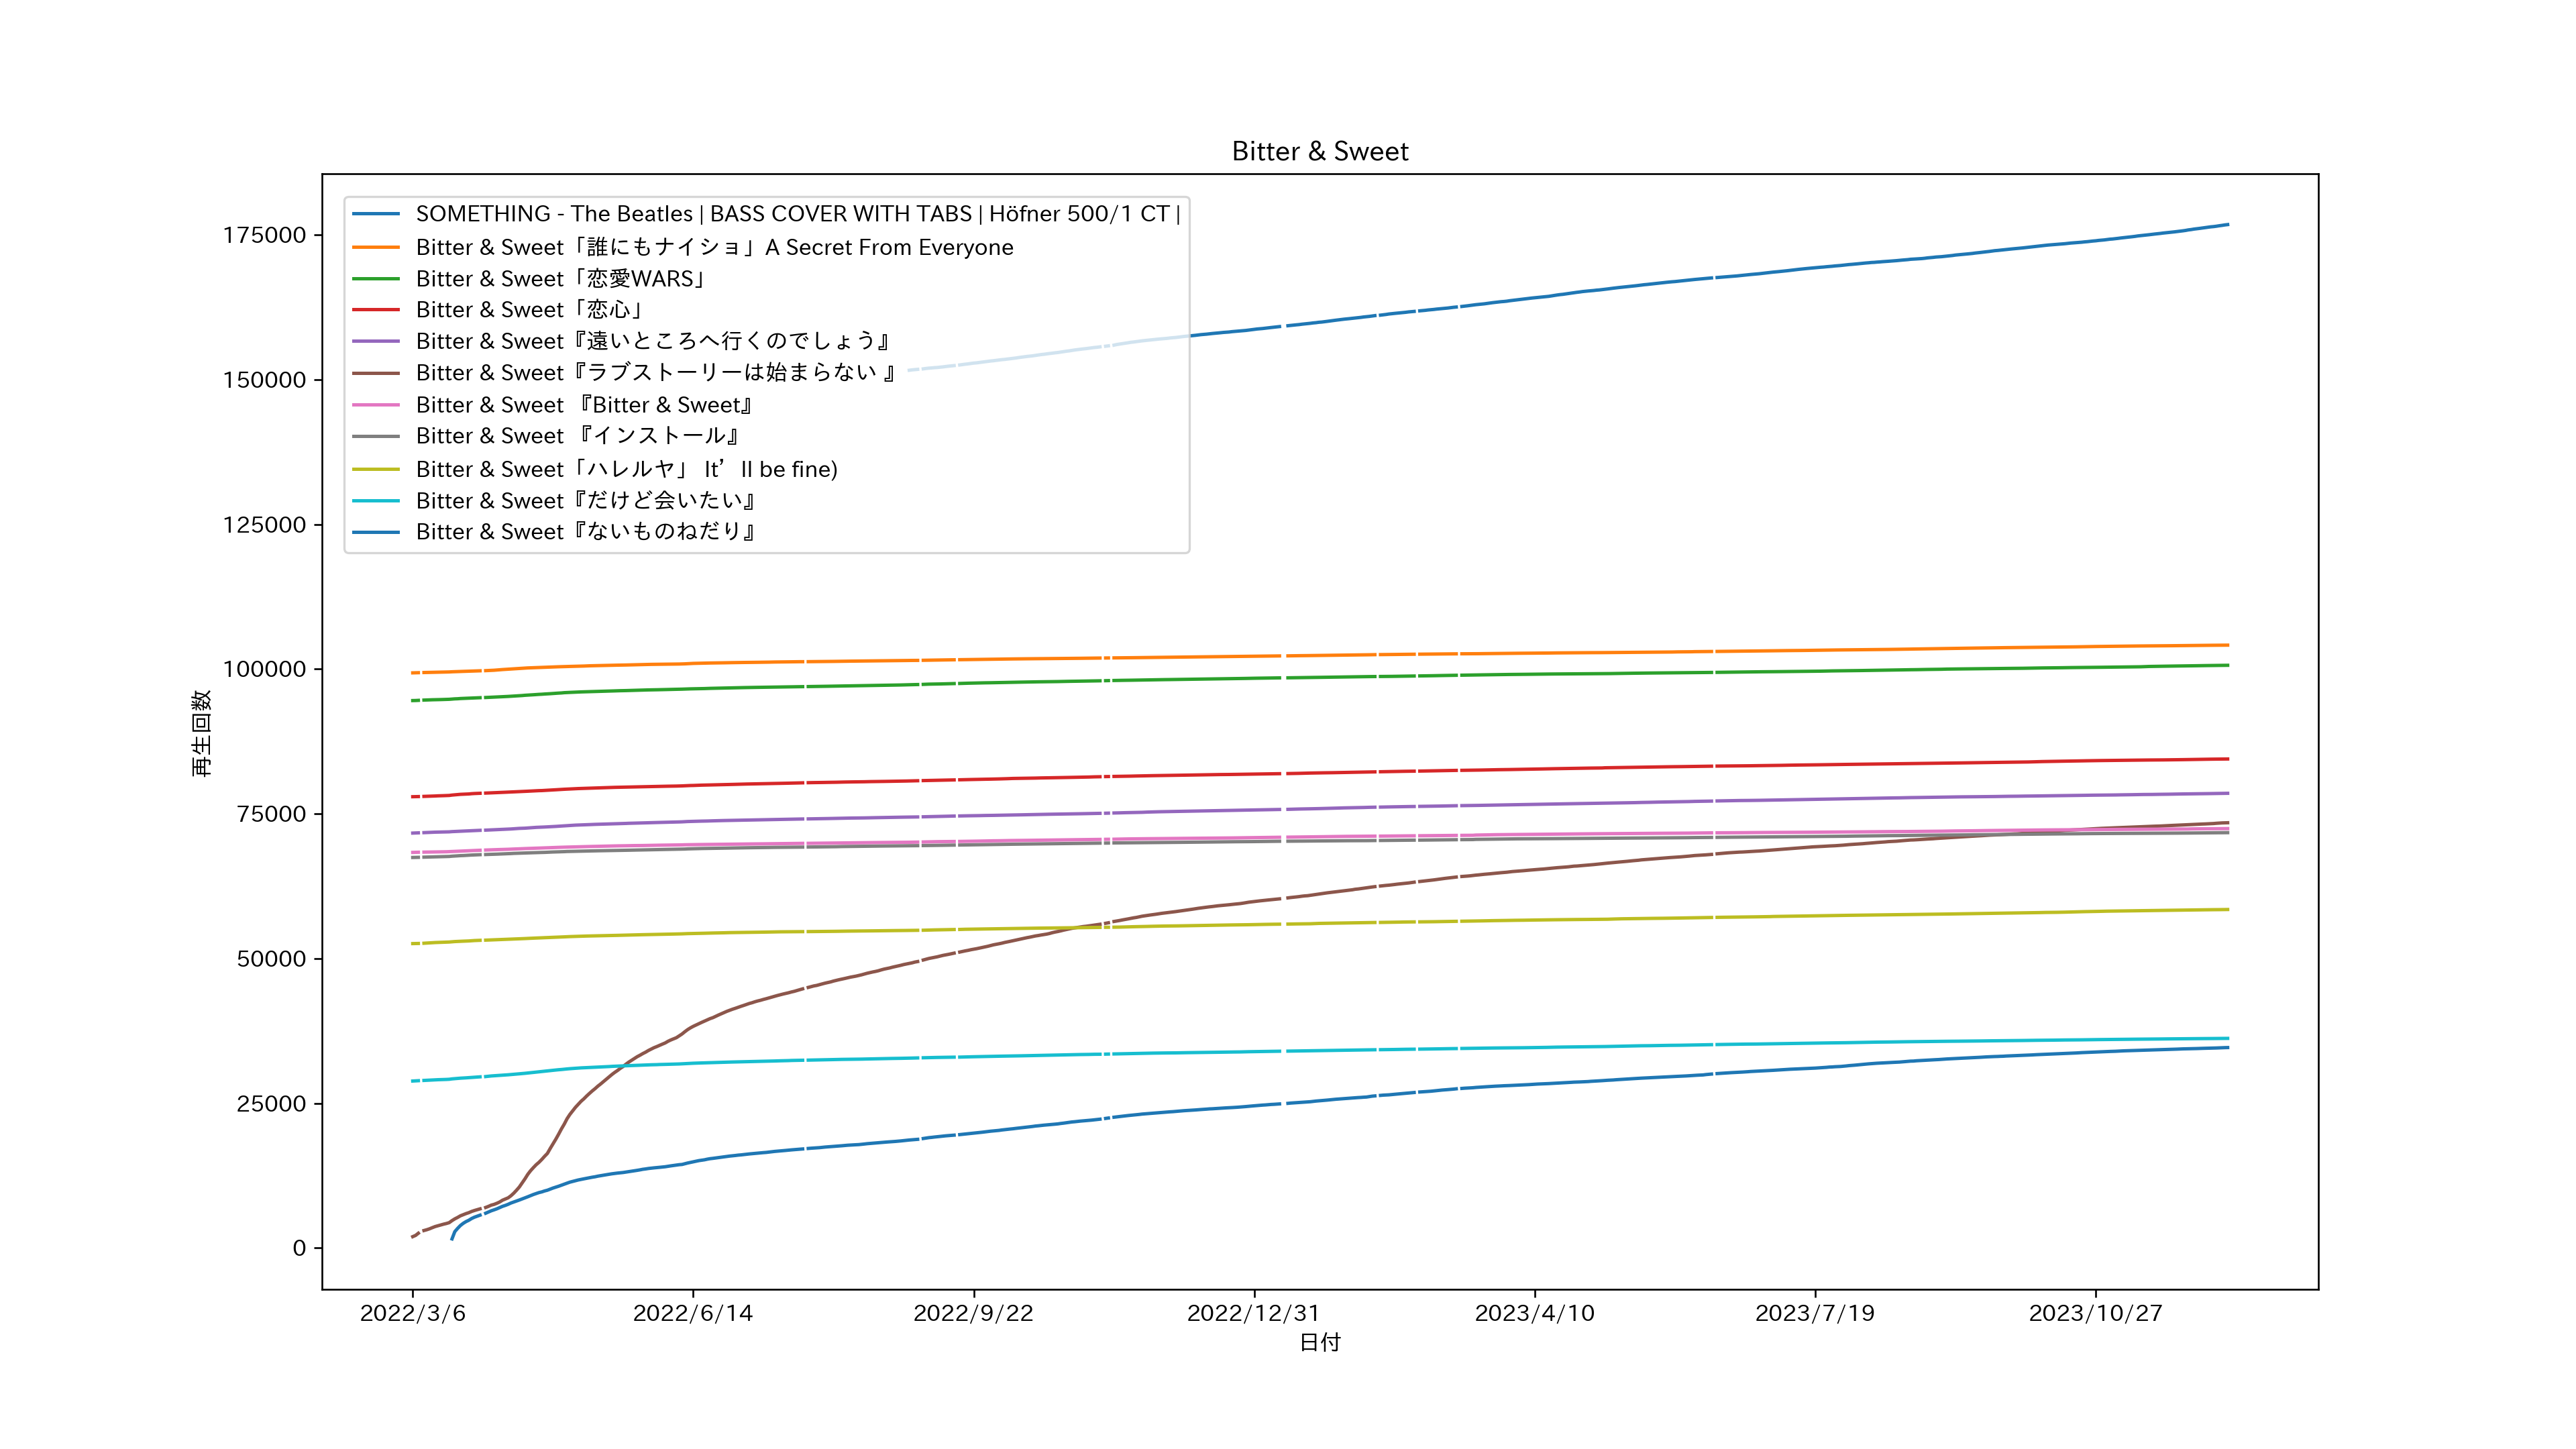 Bitter & Sweet
SOMETHING - The Beatles | BASS COVER WITH TABS | Höfner 500/1 CT |
Bitter & Sweet「誰にもナイショ」A Secret From Everyone
Bitter & Sweet「恋愛WARS」
Bitter & Sweet「恋心」
Bitter & Sweet『遠いところへ行くのでしょう』
Bitter & Sweet『ラブストーリーは始まらない 』
Bitter & Sweet 『Bitter & Sweet』
Bitter & Sweet 『インストール』
Bitter & Sweet「ハレルヤ」 It’ll be fine)
Bitter & Sweet『だけど会いたい』
Bitter & Sweet『ないものねだり』
175000
150000
125000
100000
75000
50000
25000
0
再生回数
2022/3/6
2022/6/14
2022/9/22
2022/12/31
2023/4/10
2023/7/19
2023/10/27
日付